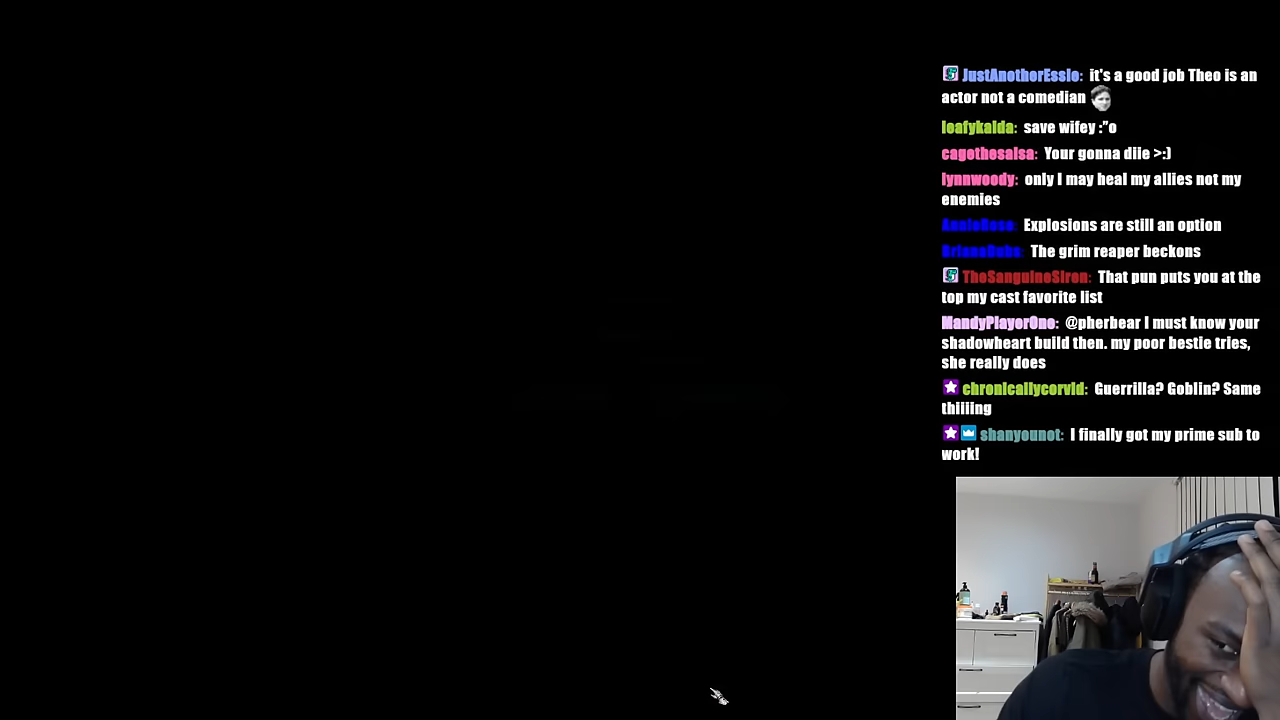 JustAnotherEssie: it's a good job Theo is an
actor not a comedian
leafykalda: save wifey :"o
cagethesalsa: Your gonna diie >:)
lynnwoody: only I may heal my allies not my
enemies
Explosions are still an option
The grim reaper beckons
TheSanguineSiren: That pun puts you at the
top my cast favorite list
MandyPlayerOne: @pherbear I must know your
shadowheart build then. my poor bestie tries,
she really does
chronicallycorvid: Guerrilla? Goblin? Same
thiiiing
shanyounot: I finally got my prime sub to
work!